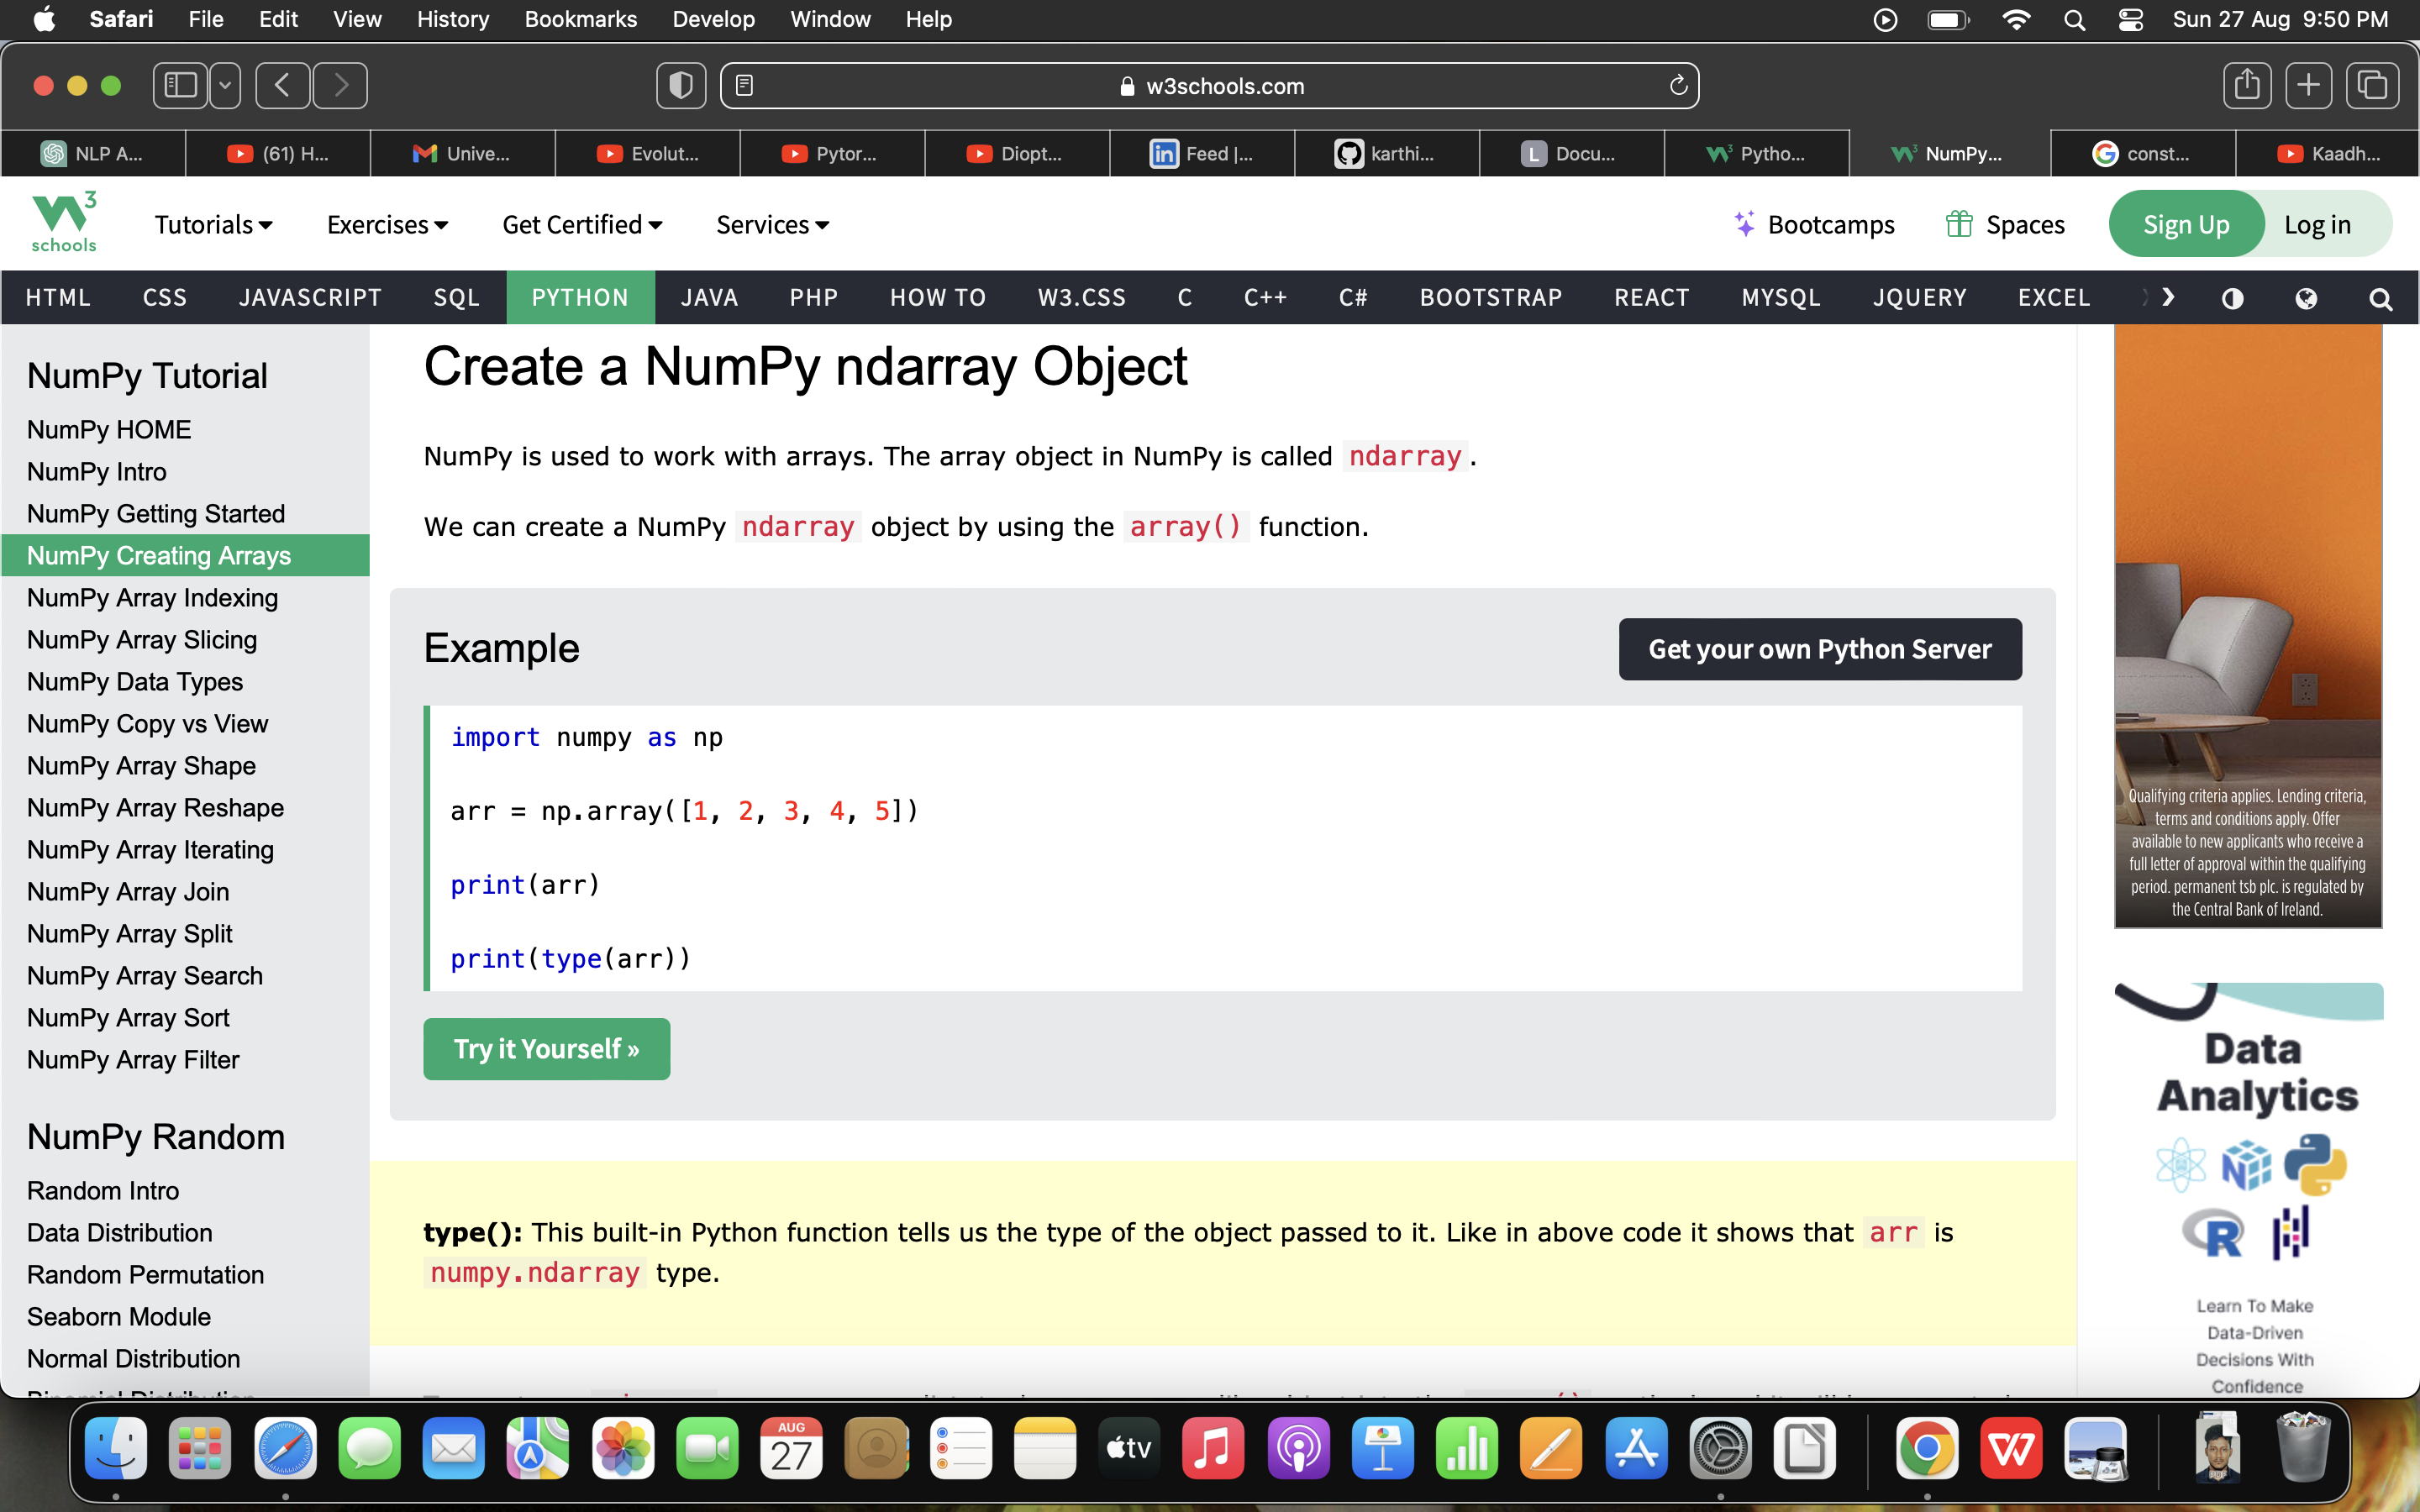 Safari File Edit View History Bookmarks Develop Window Help Sun 27 Aug 9:50 PM
w3schools.com
NLP A... (61) H... Unive... Evolut... Pytor... Diopt... Feed |... karthi... Docu... Pytho... NumPy... const... Kaadh...
3
schools
Tutorials Exercises Get Certified Services Bootcamps Spaces Sign Up Log in
HTML CSS JAVASCRIPT SQL PYTHON JAVA PHP HOW TO W3.CSS C C++ C# BOOTSTRAP REACT MYSQL JQUERY EXCEL
NumPy Tutorial
NumPy HOME
NumPy Intro
NumPy Getting Started
NumPy Creating Arrays
NumPy Array Indexing
NumPy Array Slicing
NumPy Data Types
NumPy Copy vs View
NumPy Array Shape
NumPy Array Reshape
NumPy Array Iterating
NumPy Array Join
NumPy Array Split
NumPy Array Search
NumPy Array Sort
NumPy Array Filter
NumPy Random
Random Intro
Data Distribution
Random Permutation
Seaborn Module
Normal Distribution
Binomial Distribution
Create a NumPy ndarray Object
NumPy is used to work with arrays. The array object in NumPy is called ndarray.
We can create a NumPy ndarray object by using the array() function.
Example
Get your own Python Server
import numpy as np
arr = np.array([1, 2, 3, 4, 5])
print(arr)
print(type(arr))
Try it Yourself »
type(): This built-in Python function tells us the type of the object passed to it. Like in above code it shows that arr is
numpy.ndarray type.
Qualifying criteria applies. Lending criteria,
terms and conditions apply. Offer
available to new applicants who receive a
full letter of approval within the qualifying
period. permanent tsb plc. is regulated by
the Central Bank of Ireland.
Data
Analytics
R
Learn To Make
Data-Driven
Decisions With
Confidence
AUG
27
tv